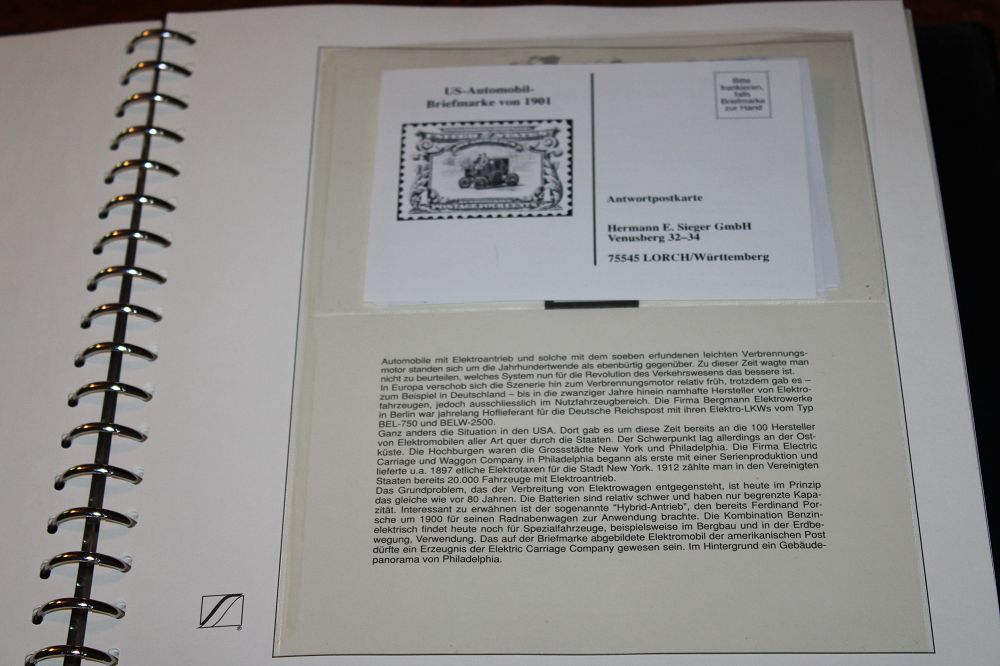 US-Automobil-
Briefmarke von 1901
Bitte
frankieren,
falls
Briefmarke
zur Hand
POSTAGE FOUR CENTS
4 4
Antwortpostkarte
Hermann E. Sieger GmbH
Venusberg 32–34
75545 LORCH/Württemberg
Automobile mit Elektroantrieb und solche mit dem soeben erfundenen leichten Verbrennungs-
motor standen sich um die Jahrhundertwende als ebenbürtig gegenüber. Zu dieser Zeit wagte man
nicht zu beurteilen, welches System nun für die Revolution des Verkehrswesens das bessere ist.
In Europa verschob sich die Szenerie hin zum Verbrennungsmotor relativ früh, trotzdem gab es –
zum Beispiel in Deutschland – bis in die zwanziger Jahre hinein namhafte Hersteller von Elektro-
fahrzeugen, jedoch ausschliesslich im Nutzfahrzeugbereich. Die Firma Bergmann Elektrowerke
in Berlin war jahrelang Hoflieferant für die Deutsche Reichspost mit ihren Elektro-LKWs vom Typ
BEL-750 und BELW-2500.
Ganz anders die Situation in den USA. Dort gab es um diese Zeit bereits an die 100 Hersteller
von Elektromobilen aller Art quer durch die Staaten. Der Schwerpunkt lag allerdings an der Ost-
küste. Die Hochburgen waren die Grossstädte New York und Philadelphia. Die Firma Electric
Carriage und Waggon Company in Philadelphia begann als erste mit einer Serienproduktion und
lieferte u.a. 1897 etliche Elektrotaxen für die Stadt New York. 1912 zählte man in den Vereinigten
Staaten bereits 20.000 Fahrzeuge mit Elektroantrieb.
Das Grundproblem, das der Verbreitung von Elektrowagen entgegensteht, ist heute im Prinzip
das gleiche wie vor 80 Jahren. Die Batterien sind relativ schwer und haben nur begrenzte Kapa-
zität. Interessant zu erwähnen ist der sogenannte "Hybrid-Antrieb", den bereits Ferdinand Por-
sche um 1900 für seinen Radnabenwagen zur Anwendung brachte. Die Kombination Benzin-
elektrisch findet heute noch für Spezialfahrzeuge, beispielsweise im Bergbau und in der Erdbe-
wegung, Verwendung. Das auf der Briefmarke abgebildete Elektromobil der amerikanischen Post
dürfte ein Erzeugnis der Elektric Carriage Company gewesen sein. Im Hintergrund ein Gebäude-
panorama von Philadelphia.